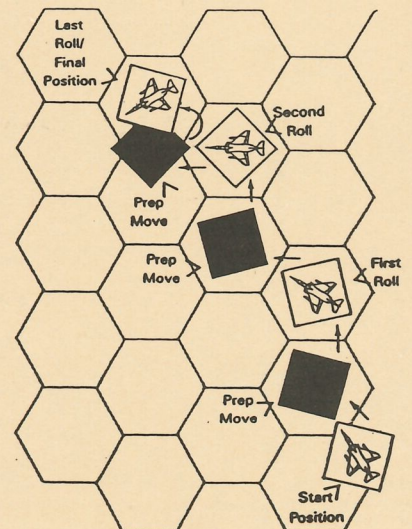 Last
Roll/
Final
Position
Second
Roll
Prep
Move
Prep
Move
First
Roll
Prep
Move
Start
Position